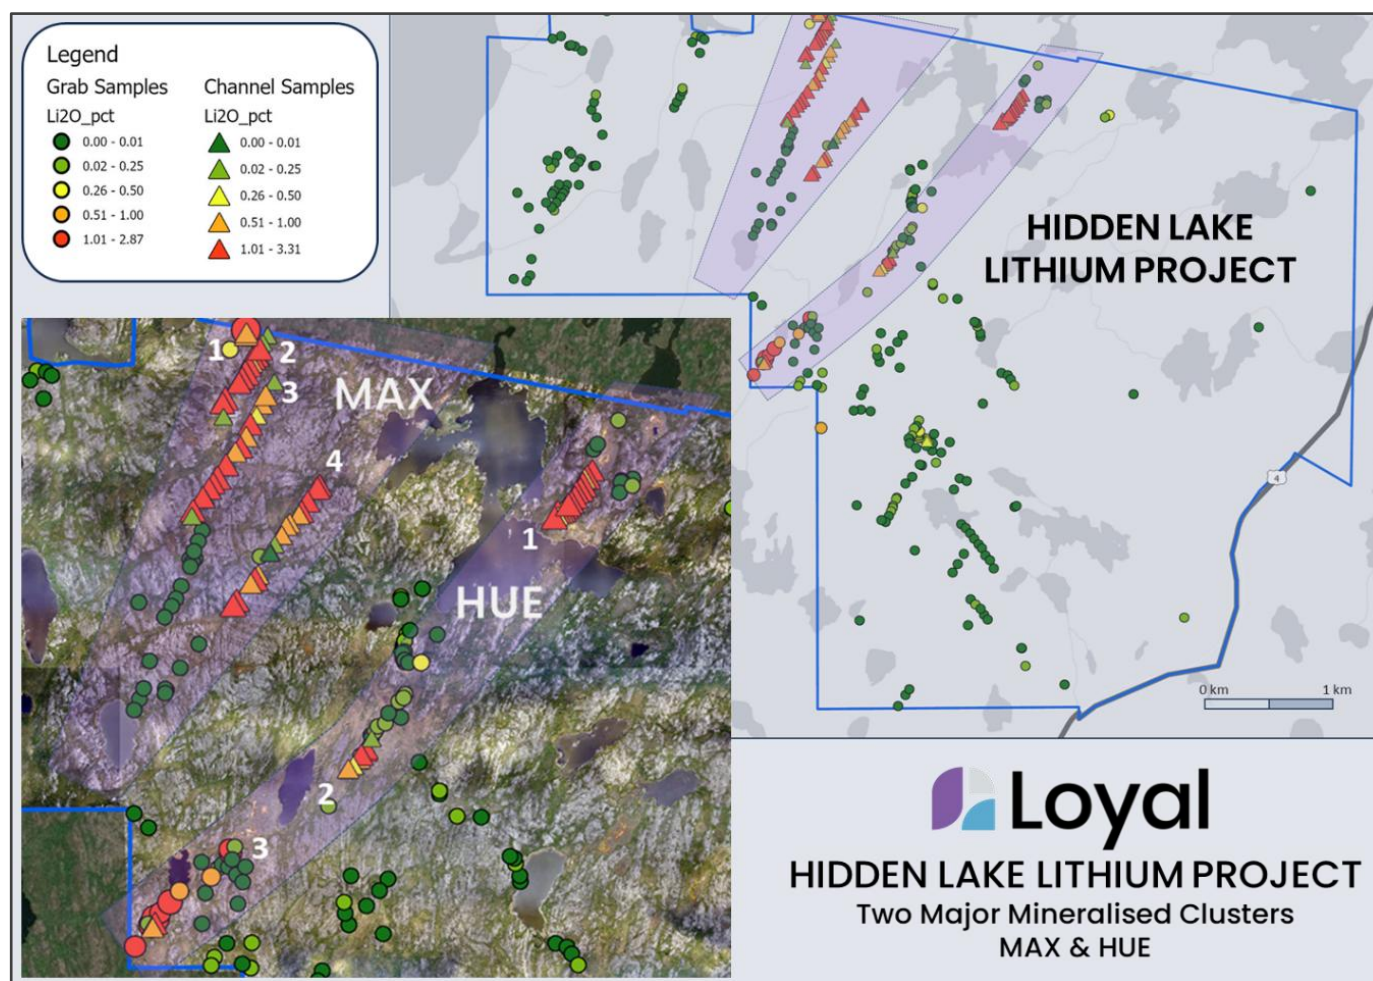 Legend
Grab Samples
Li2O_pct
0.00 - 0.01
0.02 - 0.25
0.26 - 0.50
0.51 - 1.00
1.01 - 2.87
Channel Samples
Li2O_pct
0.00 - 0.01
0.02 - 0.25
0.26 - 0.50
0.51 - 1.00
1.01 - 3.31
HIDDEN LAKE
LITHIUM PROJECT
4
0 km
1 km
1
2
3
MAX
4
1
HUE
2
3
Loyal
HIDDEN LAKE LITHIUM PROJECT
Two Major Mineralised Clusters
MAX & HUE